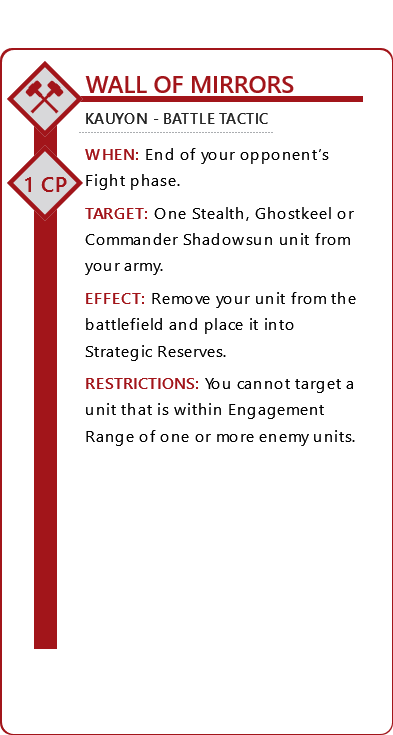 WALL OF MIRRORS
KAUYON - BATTLE TACTIC
WHEN: End of your opponent's
Fight phase.
1 CP
TARGET: One Stealth, Ghostkeel or
Commander Shadowsun unit from
your army.
EFFECT: Remove your unit from the
battlefield and place it into
Strategic Reserves.
RESTRICTIONS: You cannot target a
unit that is within Engagement
Range of one or more enemy units.